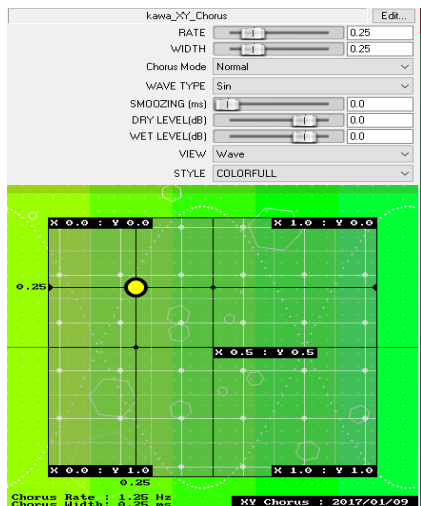 kawa_XY_Chorus Edit...
RATE 0.25
WIDTH 0.25
Chorus Mode Normal
WAVE TYPE Sin
SMOOZING (ms) 0.0
DRY LEVEL(dB) 0.0
WET LEVEL(dB) 0.0
VIEW Wave
STYLE COLORFULL
X 0.0 : Y 0.0 X 1.0 : Y 0.0
0.25
X 0.5 : Y 0.5
X 0.0 : Y 1.0 X 1.0 : Y 1.0
0.25
Chorus Rate : 1.25 Hz
Chorus Width: 0.25 ms XY Chorus : 2017/01/09